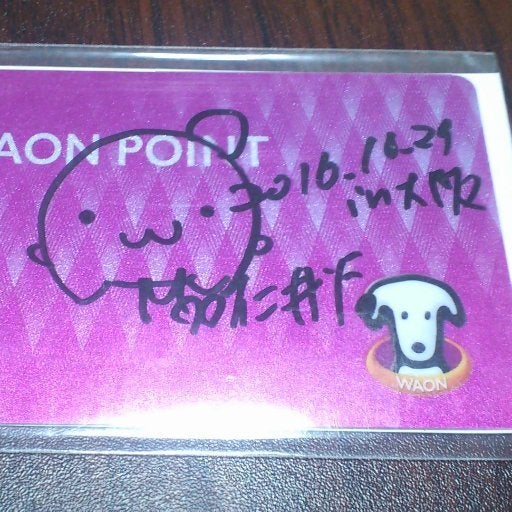 AON POINT
2016.10.29
in大阪
WAON